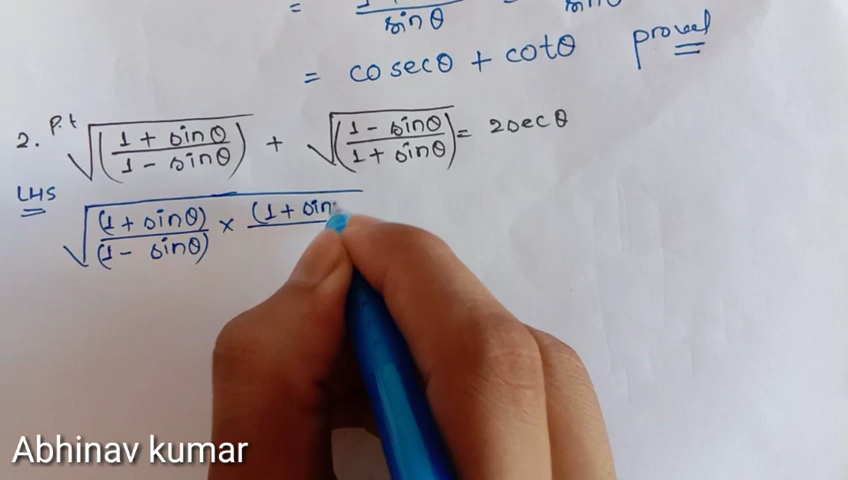 = sinθ
= cosecθ + cotθ proved
2. P.t √((1 + sinθ)/(1 - sinθ)) + √((1 - sinθ)/(1 + sinθ)) = 2secθ
LHS
√((1 + sinθ)/(1 - sinθ) × (1 + sin
Abhinav kumar